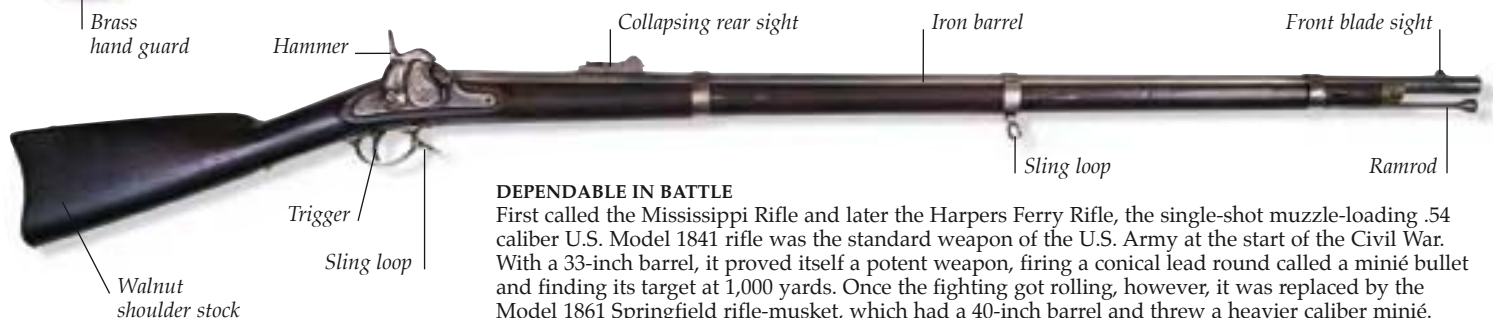 Brass
hand guard
Hammer
Collapsing rear sight
Iron barrel
Front blade sight
Sling loop
Ramrod
Trigger
Sling loop
Walnut
shoulder stock
DEPENDABLE IN BATTLE
First called the Mississippi Rifle and later the Harpers Ferry Rifle, the single-shot muzzle-loading .54
caliber U.S. Model 1841 rifle was the standard weapon of the U.S. Army at the start of the Civil War.
With a 33-inch barrel, it proved itself a potent weapon, firing a conical lead round called a minié bullet
and finding its target at 1,000 yards. Once the fighting got rolling, however, it was replaced by the
Model 1861 Springfield rifle-musket, which had a 40-inch barrel and threw a heavier caliber minié.